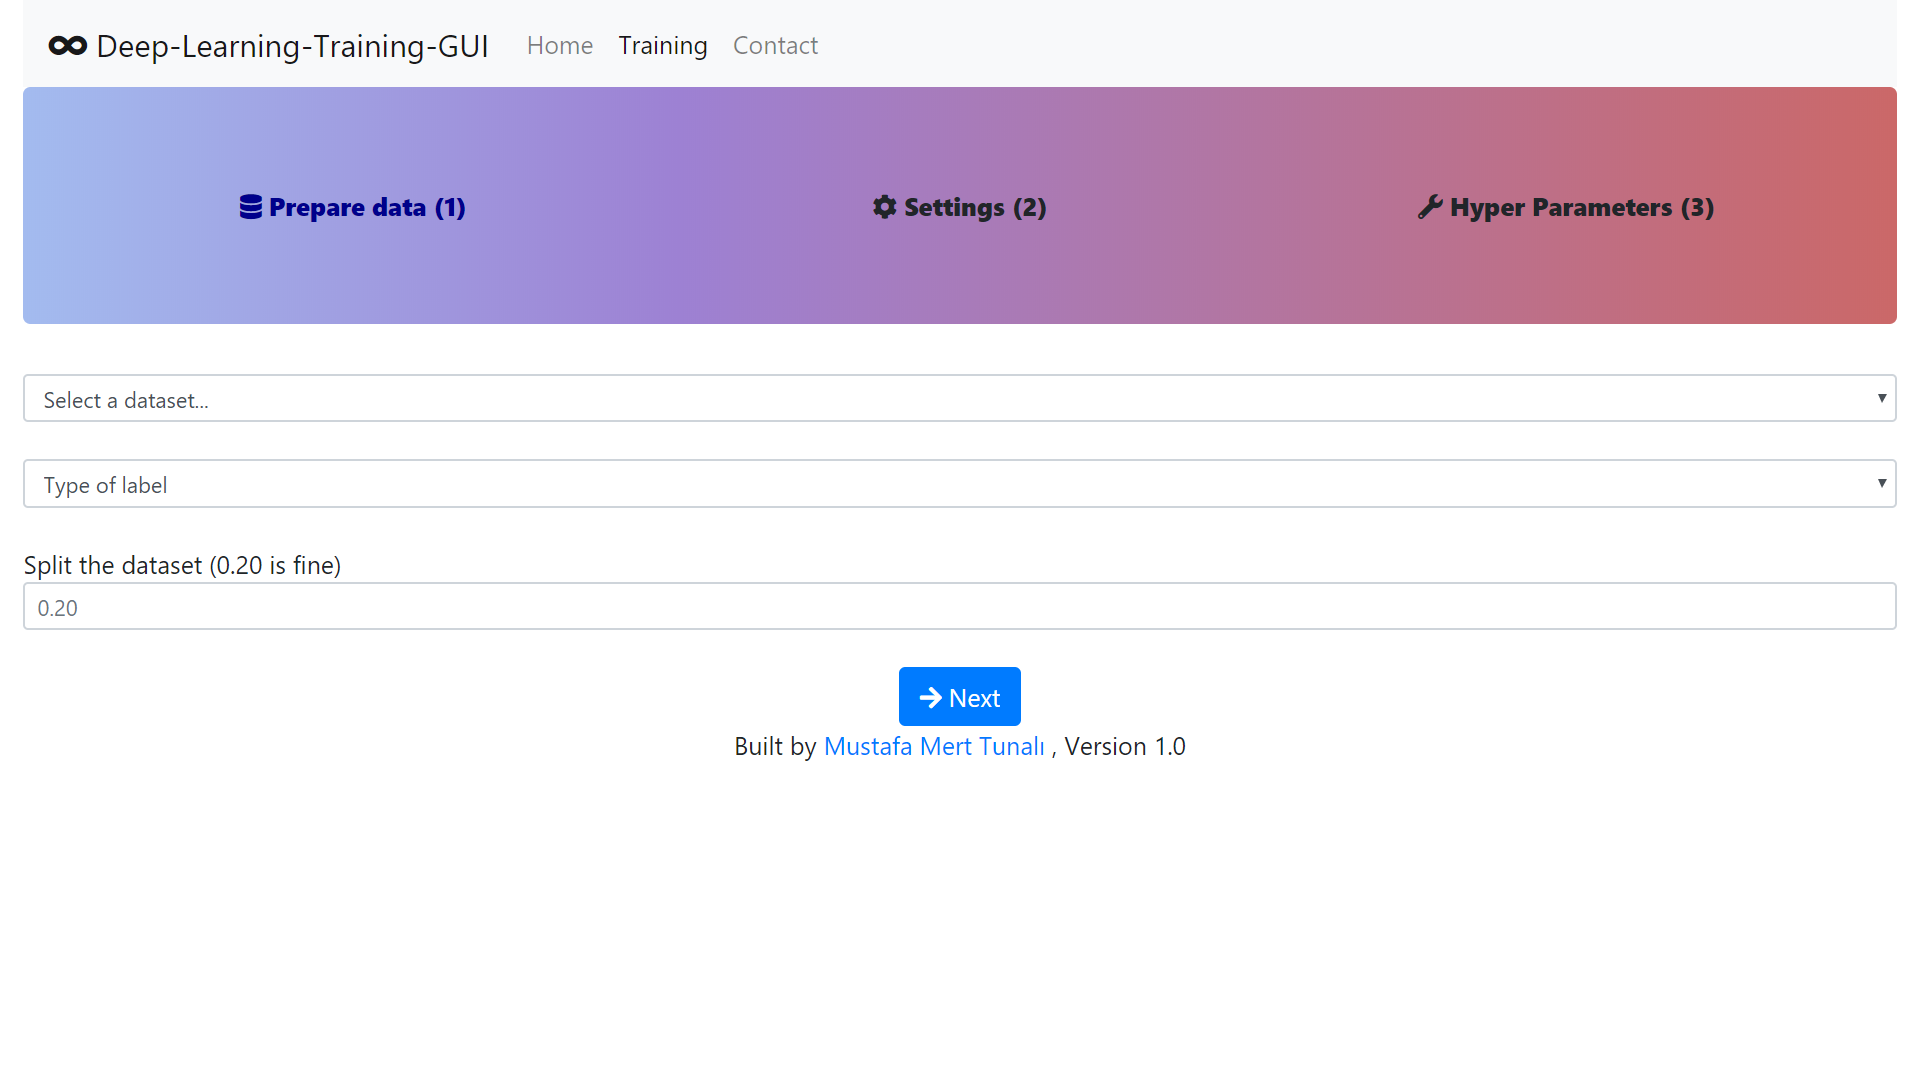 Deep-Learning-Training-GUI Home Training Contact
Prepare data (1) Settings (2) Hyper Parameters (3)
Select a dataset...
Type of label
Split the dataset (0.20 is fine)
0.20
Next
Built by Mustafa Mert Tunalı , Version 1.0